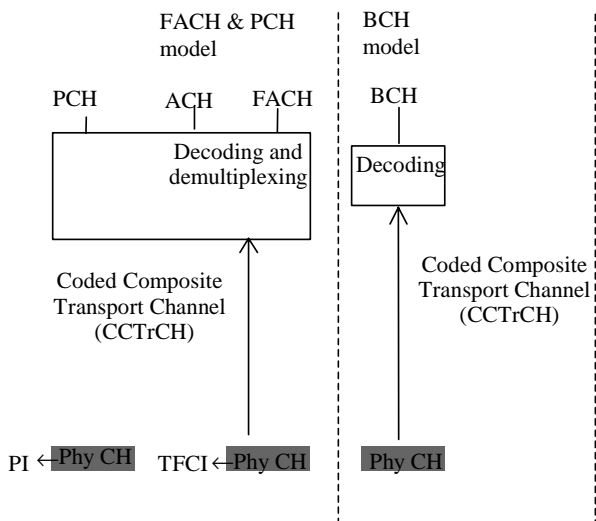 FACH & PCH
model
BCH
model
PCH
ACH
FACH
BCH
Decoding and
demultiplexing
Decoding
Coded Composite
Transport Channel
(CCTrCH)
Coded Composite
Transport Channel
(CCTrCH)
PI
Phy CH
TFCI
Phy CH
Phy CH